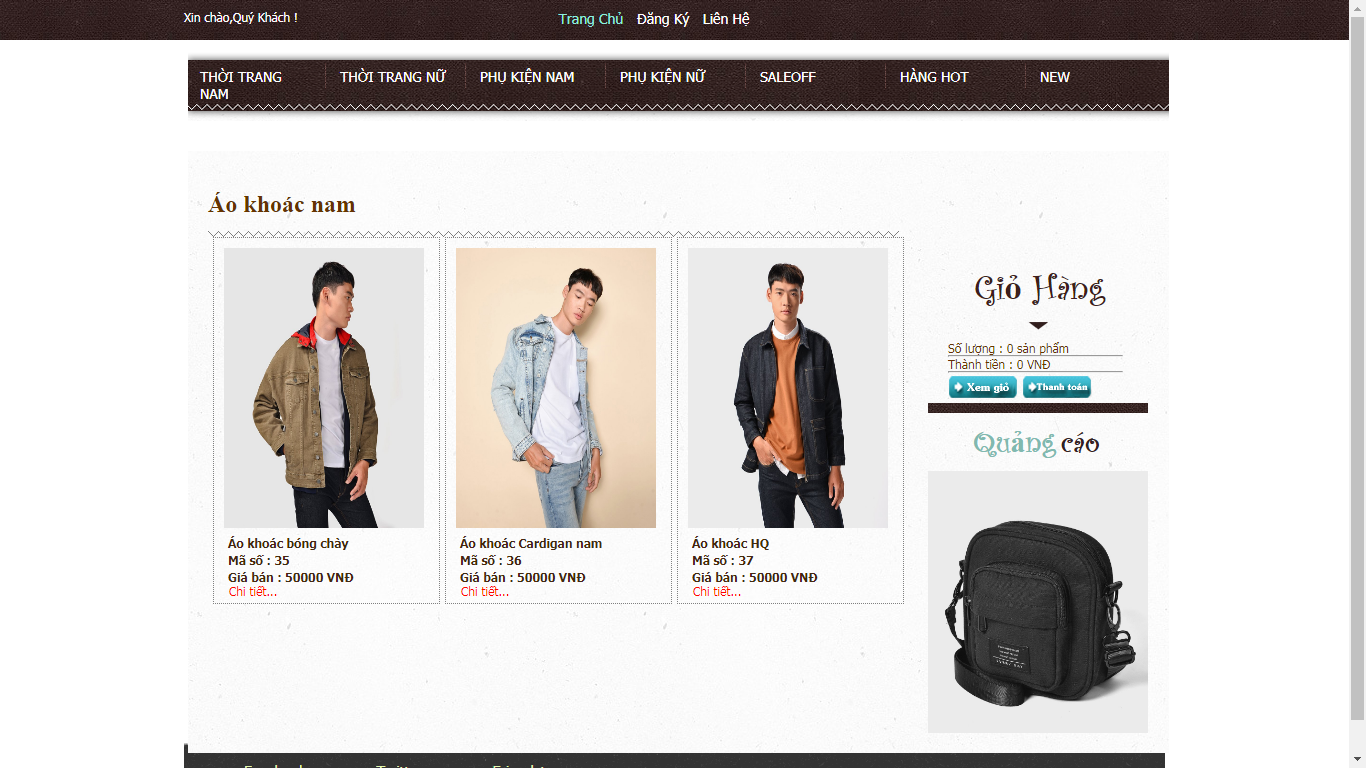 Xin chào,Quý Khách !
Trang Chủ Đăng Ký Liên Hệ
THỜI TRANG NAM
THỜI TRANG NỮ
PHỤ KIỆN NAM
PHỤ KIỆN NỮ
SALEOFF
HÀNG HOT
NEW
Áo khoác nam
Áo khoác bóng chày
Mã số : 35
Giá bán : 50000 VNĐ
Chi tiết...
Áo khoác Cardigan nam
Mã số : 36
Giá bán : 50000 VNĐ
Chi tiết...
Áo khoác HQ
Mã số : 37
Giá bán : 50000 VNĐ
Chi tiết...
Giỏ Hàng
Số lượng : 0 sản phẩm
Thành tiền : 0 VNĐ
Xem giỏ Thanh toán
Quảng cáo